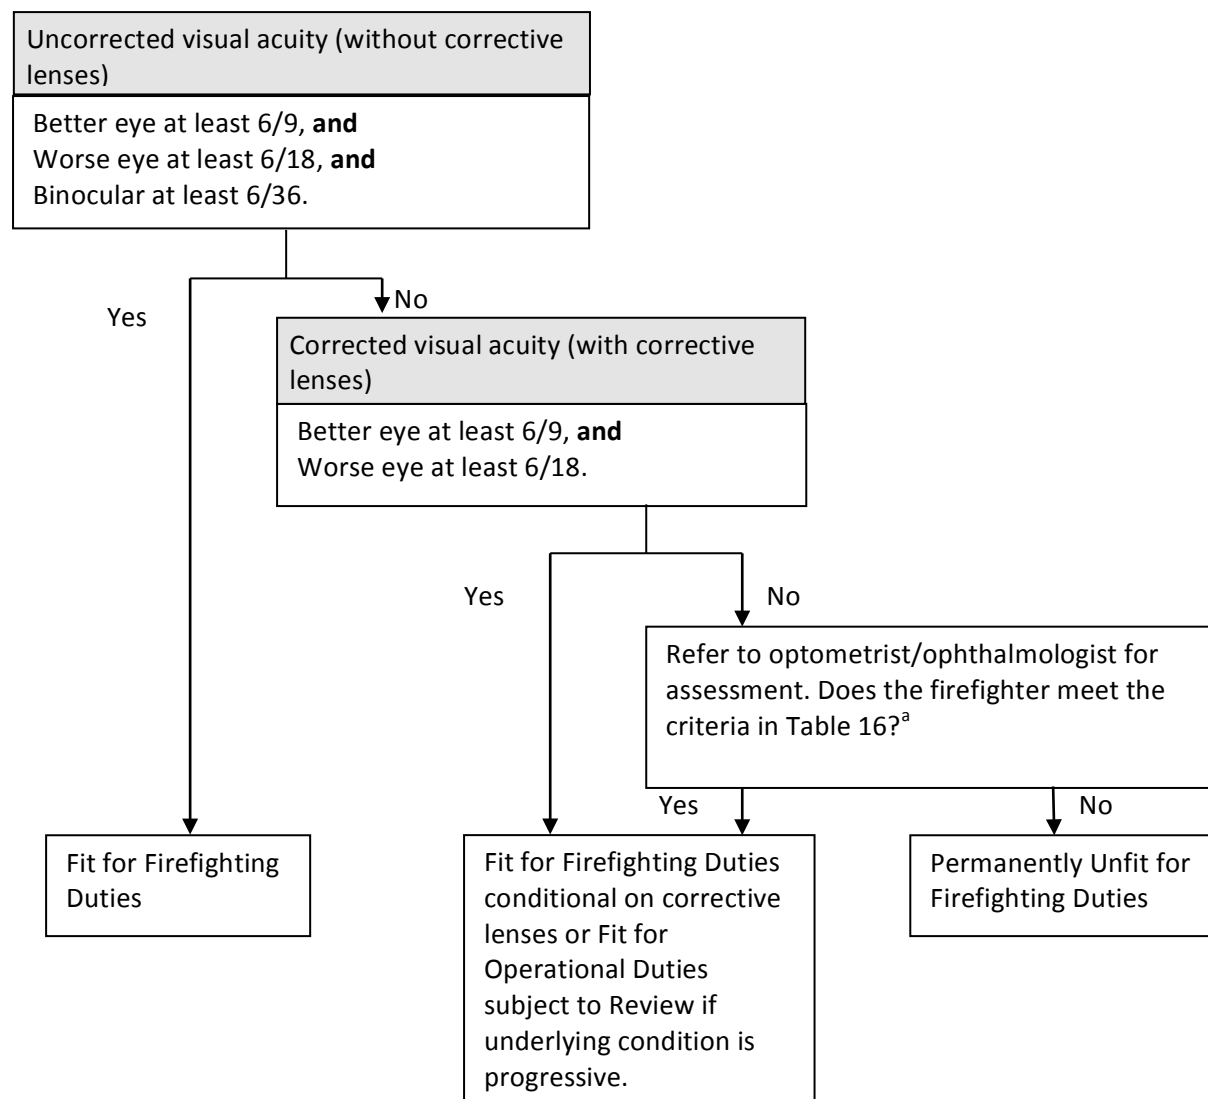 Uncorrected visual acuity (without corrective
lenses)
Better eye at least 6/9, and
Worse eye at least 6/18, and
Binocular at least 6/36.
Yes
No
Corrected visual acuity (with corrective
lenses)
Better eye at least 6/9, and
Worse eye at least 6/18.
Yes
No
Refer to optometrist/ophthalmologist for
assessment. Does the firefighter meet the
criteria in Table 16?a
Yes
No
Fit for Firefighting
Duties
Fit for Firefighting Duties
conditional on corrective
lenses or Fit for
Operational Duties
subject to Review if
underlying condition is
progressive.
Permanently Unfit for
Firefighting Duties